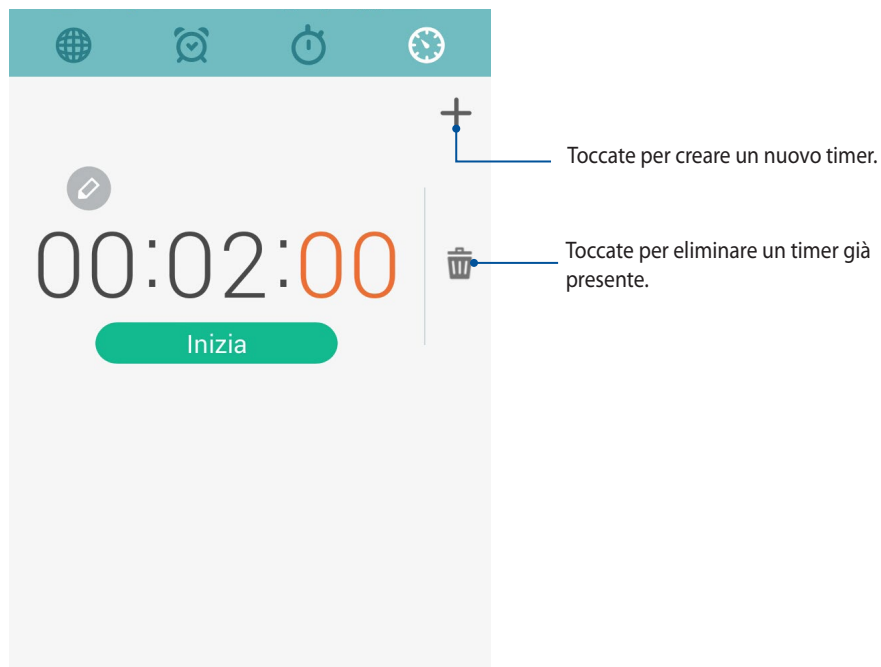 Toccate per creare un nuovo timer.
00:02:00
Toccate per eliminare un timer già
presente.
Inizia